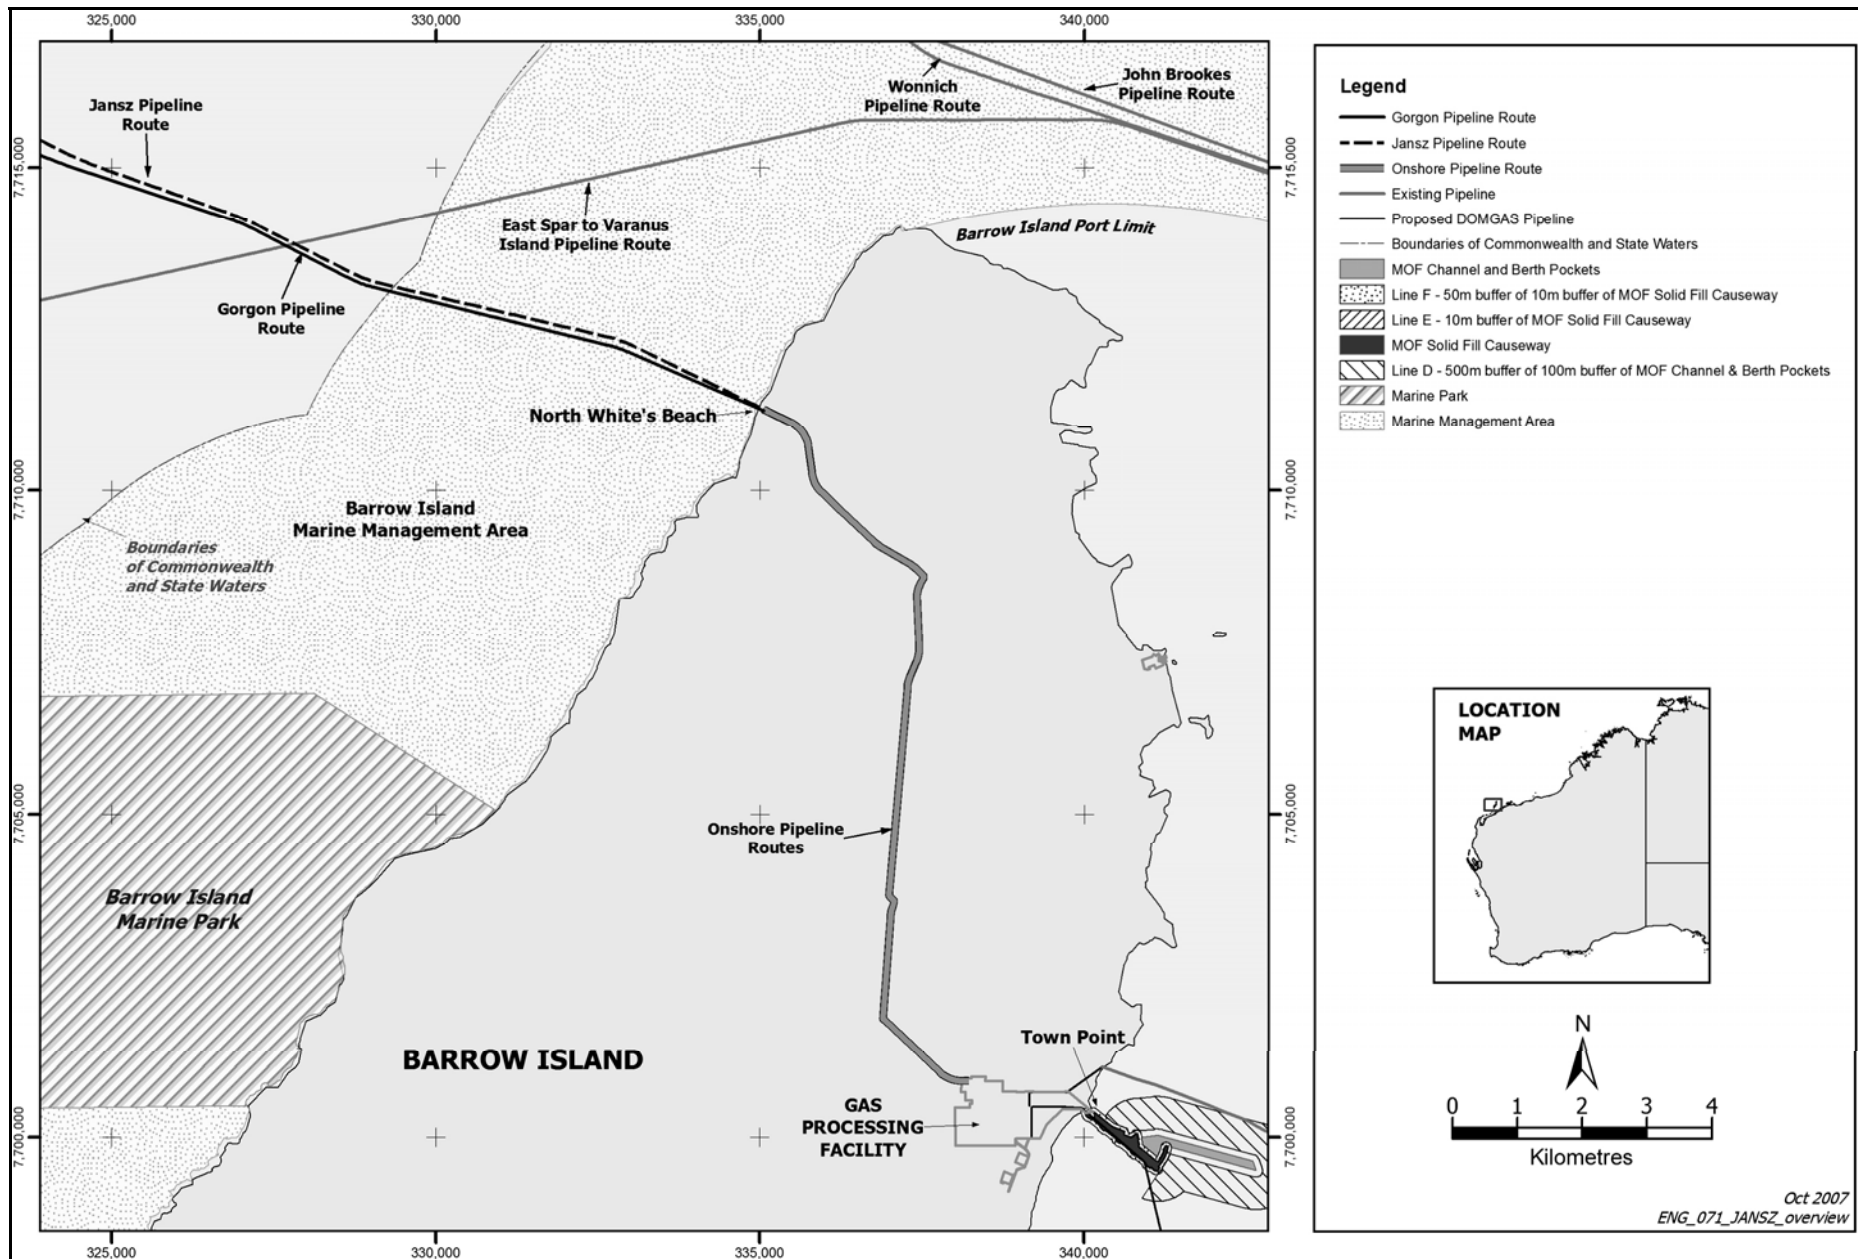 325,000
330,000
335,000
340,000
Jansz Pipeline
Route
Wonnich
Pipeline Route
John Brookes
Pipeline Route
7,715,000
7,715,000
East Spar to Varanus
Island Pipeline Route
Barrow Island Port Limit
Gorgon Pipeline
Route
North White's Beach
7,710,000
7,710,000
Barrow Island
Marine Management Area
Boundaries
of Commonwealth
and State Waters
7,705,000
7,705,000
Onshore Pipeline
Routes
Barrow Island
Marine Park
BARROW ISLAND
Town Point
GAS
PROCESSING
FACILITY
7,700,000
7,700,000
325,000
330,000
335,000
340,000
Legend
Gorgon Pipeline Route
Jansz Pipeline Route
Onshore Pipeline Route
Existing Pipeline
Proposed DOMGAS Pipeline
Boundaries of Commonwealth and State Waters
MOF Channel and Berth Pockets
Line F - 50m buffer of 10m buffer of MOF Solid Fill Causeway
Line E - 10m buffer of MOF Solid Fill Causeway
MOF Solid Fill Causeway
Line D - 500m buffer of 100m buffer of MOF Channel & Berth Pockets
Marine Park
Marine Management Area
LOCATION
MAP
N
0 1 2 3 4
Kilometres
Oct 2007
ENG_071_JANSZ_overview